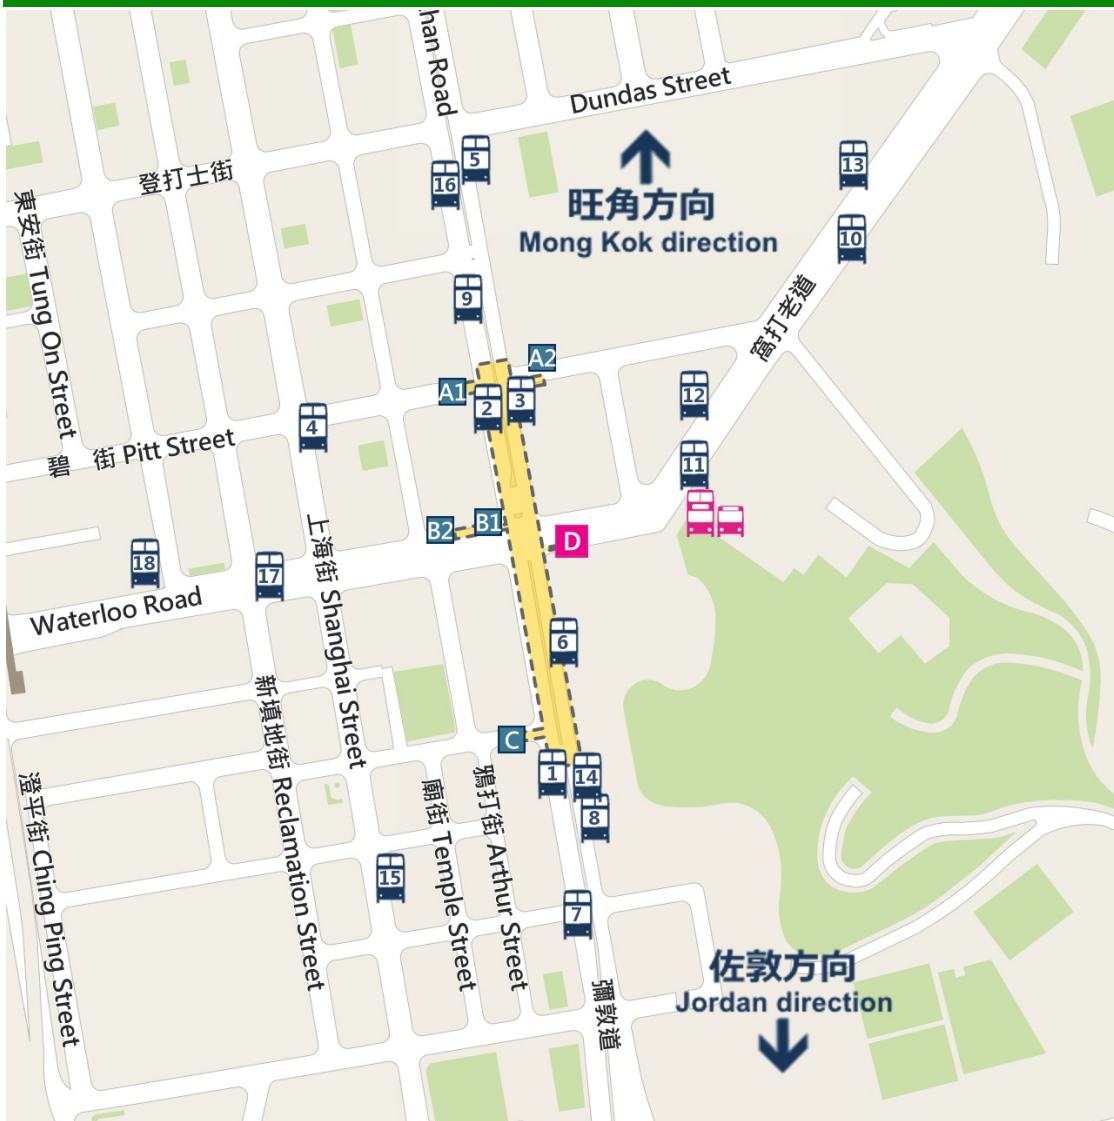 han Road
Dundas Street
5
13
16
登打士街
旺角方向
Mong Kok direction
10
東安街 Tung On Street
9
窩打老道
A2
A1
2
3
12
4
碧 街 Pitt Street
11
B1
B2
D
18
17
上海街 Shanghai Street
Waterloo Road
6
新填地街 Reclamation Street
C
1
14
澄平街 Ching Ping Street
廟街 Temple Street
鴉打街 Arthur Street
8
15
7
佐敦方向
Jordan direction
彌敦道